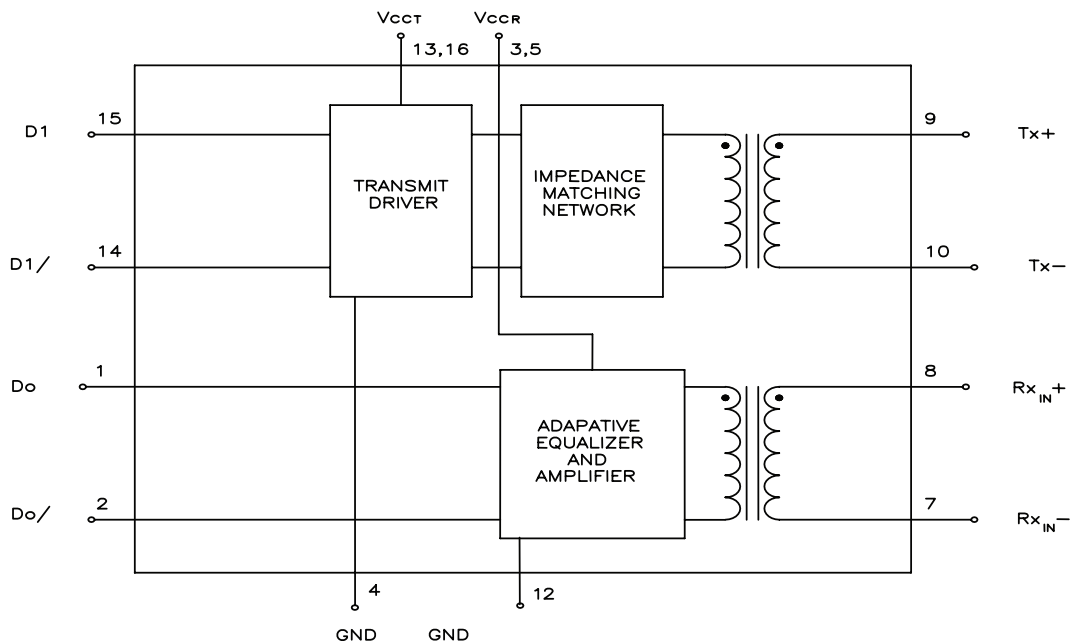 VCCT VCCR
13,16 3,5
D1 15 9 Tx+
TRANSMIT
DRIVER
IMPEDANCE
MATCHING
NETWORK
D1/ 14 10 Tx−
Do 1 8 RxIN+
ADAPATIVE
EQUALIZER
AND
AMPLIFIER
Do/ 2 7 RxIN−
4 12
GND GND